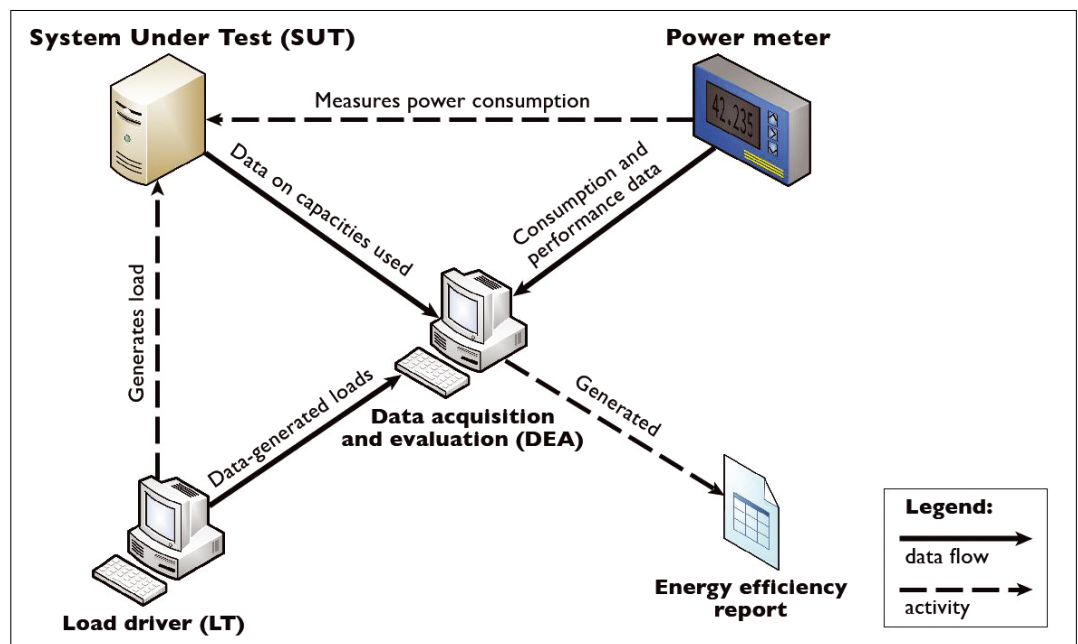 System Under Test (SUT)
Power meter
Measures power consumption
42.235
Data on capacities used
Consumption and
performance data
Generates load
Data-generated loads
Data acquisition
and evaluation (DEA)
Generated
Load driver (LT)
Energy efficiency
report
Legend:
data flow
activity